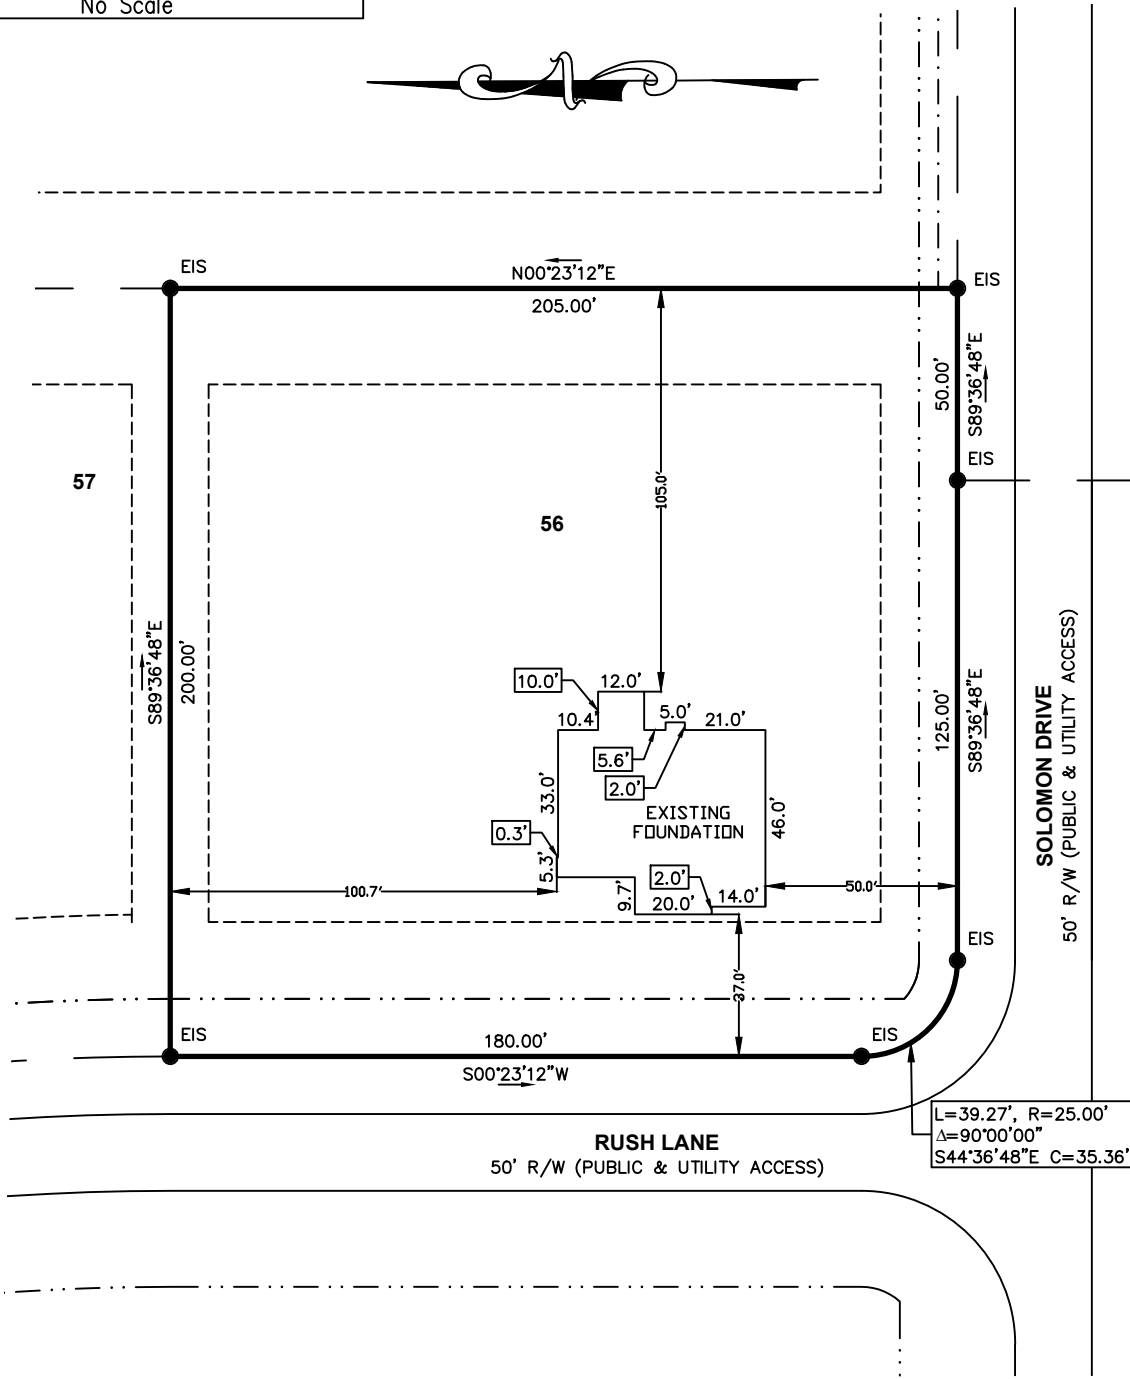 No Scale
N
EIS
N00°23'12"E
205.00'
EIS
50.00'
S89°36'48"E
EIS
57
56
105.0'
S89°36'48"E
200.00'
125.00'
S89°36'48"E
SOLOMON DRIVE
50' R/W (PUBLIC & UTILITY ACCESS)
10.0'
12.0'
10.4'
5.0'
21.0'
5.6'
2.0'
33.0'
EXISTING
FOUNDATION
46.0'
0.3'
5.3'
100.7'
9.7'
2.0'
20.0'
14.0'
50.0'
37.0'
EIS
EIS
180.00'
EIS
S00°23'12"W
L=39.27', R=25.00'
Δ=90°00'00"
S44°36'48"E C=35.36'
RUSH LANE
50' R/W (PUBLIC & UTILITY ACCESS)